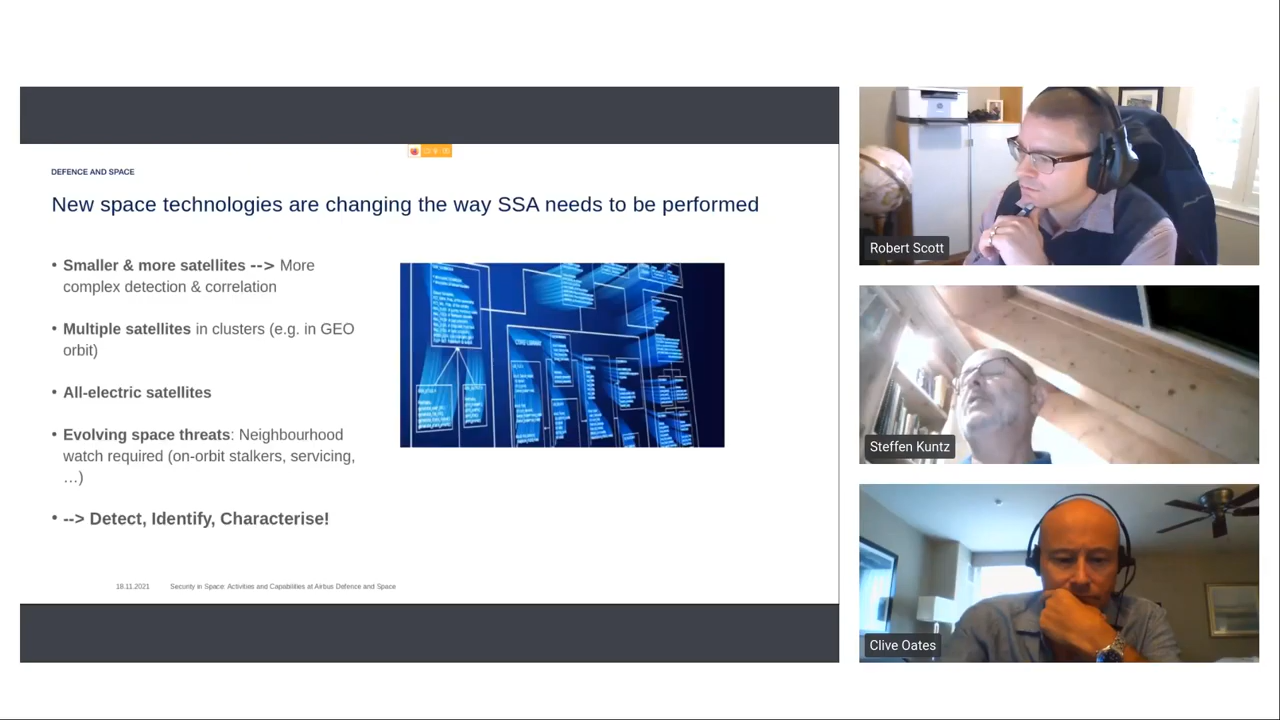 DEFENCE AND SPACE
New space technologies are changing the way SSA needs to be performed
• Smaller & more satellites --> More
complex detection & correlation
• Multiple satellites in clusters (e.g. in GEO
orbit)
• All-electric satellites
• Evolving space threats: Neighbourhood
watch required (on-orbit stalkers, servicing,
…)
• --> Detect, Identify, Characterise!
18.11.2021 Security in Space: Activities and Capabilities at Airbus Defence and Space
Robert Scott
Steffen Kuntz
Clive Oates